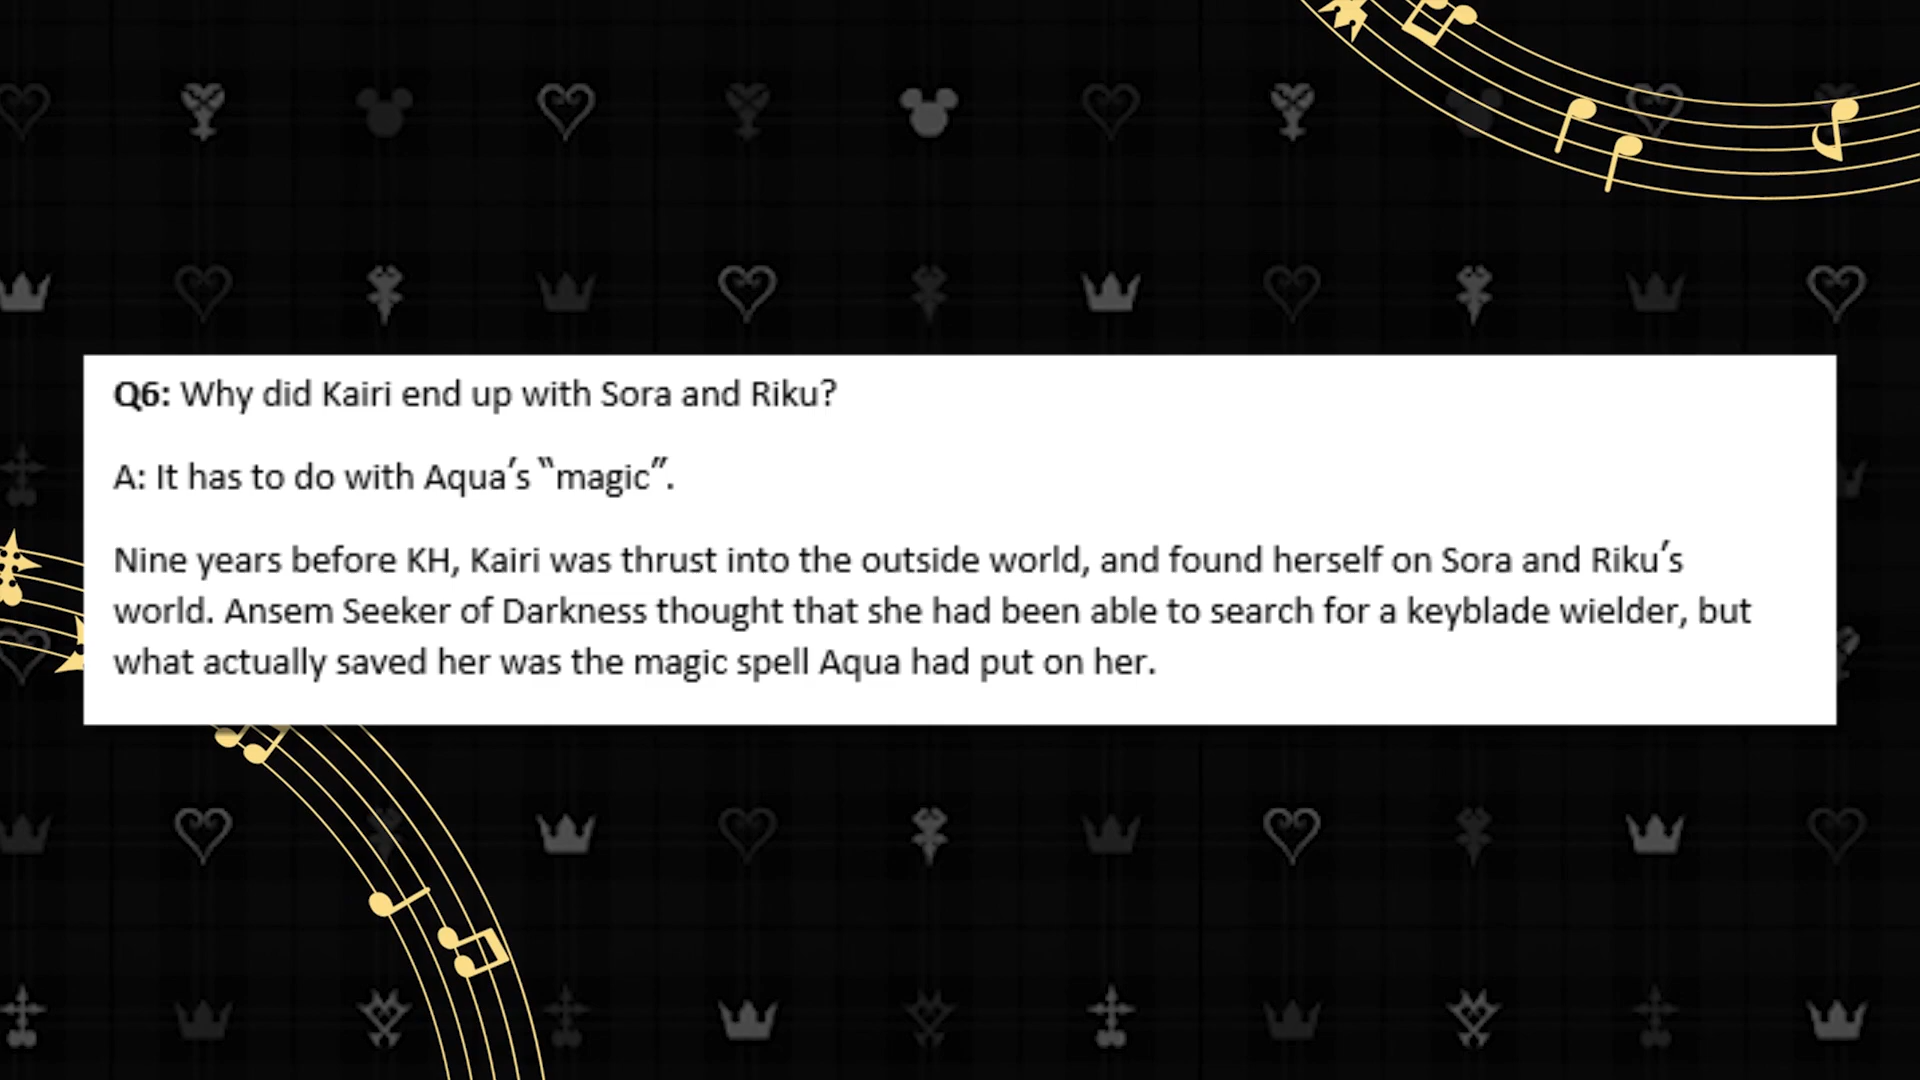 Q6: Why did Kairi end up with Sora and Riku?
A: It has to do with Aqua′s ‶magic″.
Nine years before KH, Kairi was thrust into the outside world, and found herself on Sora and Riku′s
world. Ansem Seeker of Darkness thought that she had been able to search for a keyblade wielder, but
what actually saved her was the magic spell Aqua had put on her.